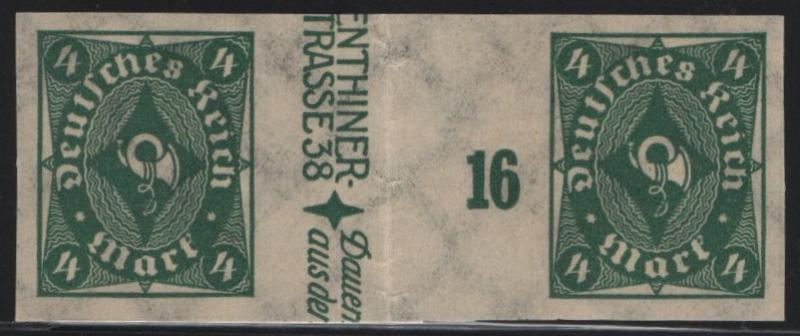 4 4
Deutsches Reich
Mark
4 4
ENTHINER-
TRASSE 38
Dauer
aus der
16
4 4
Deutsches Reich
Mark
4 4